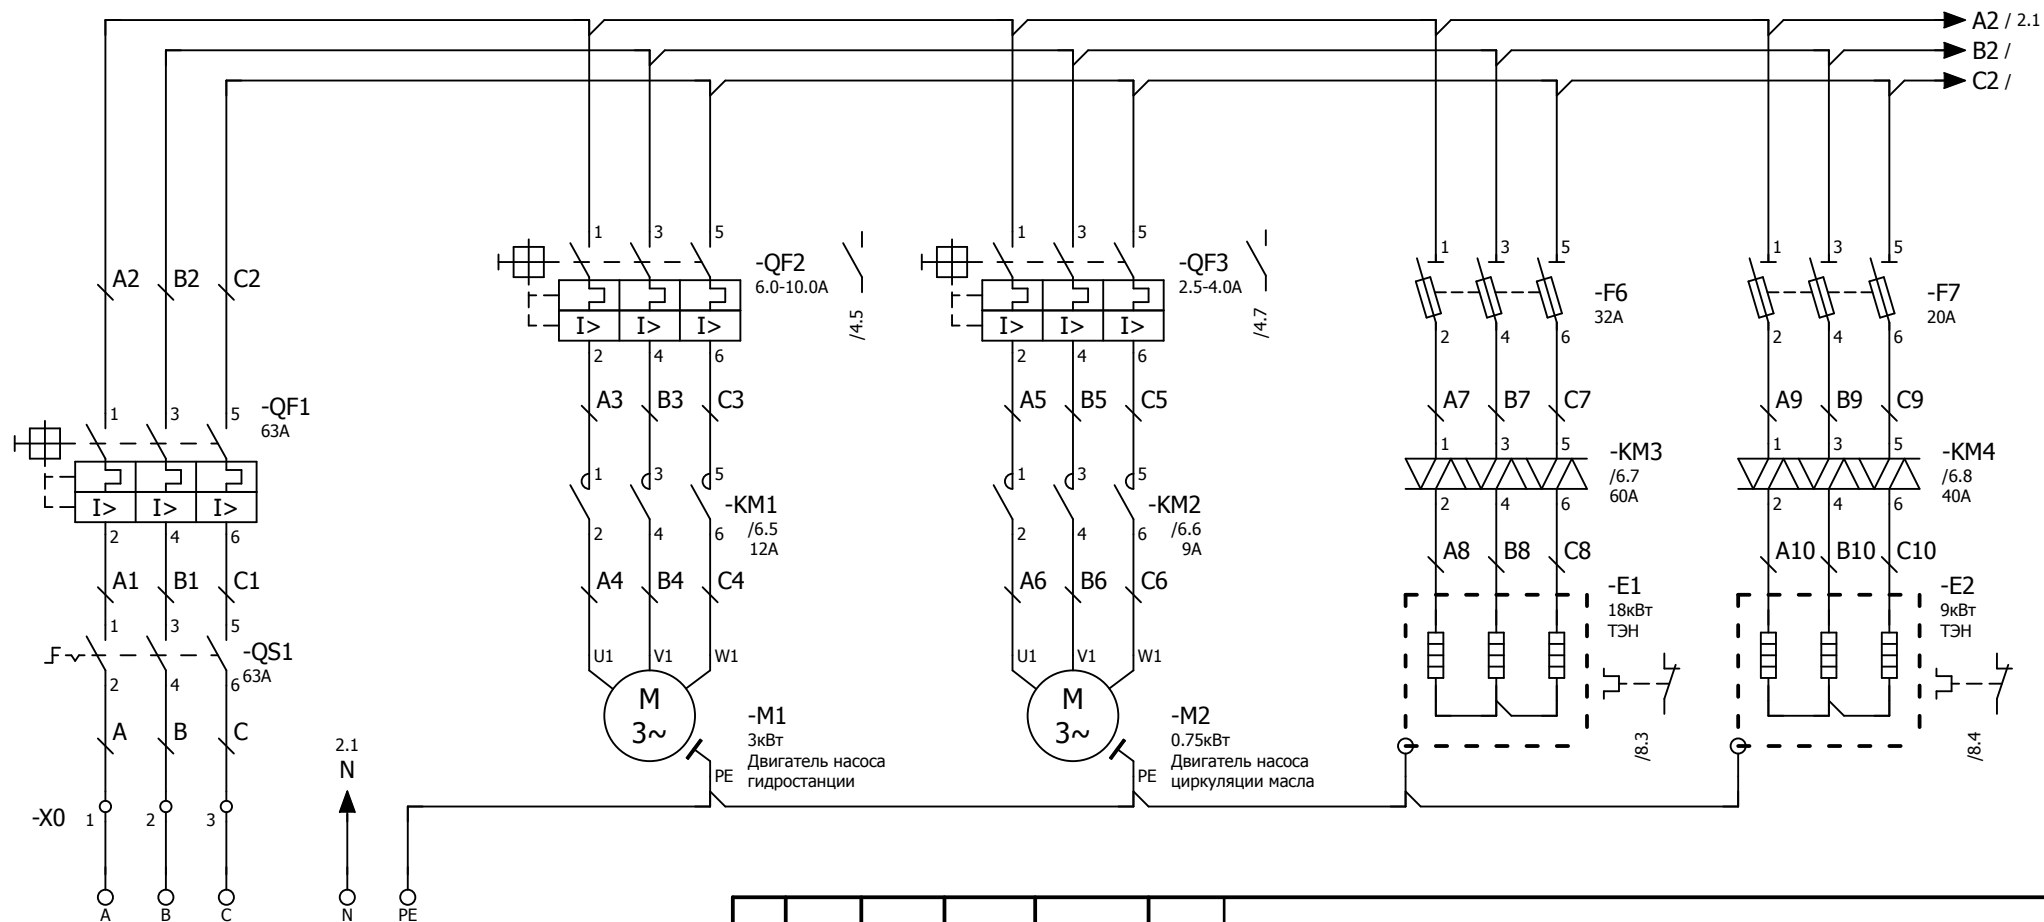 A2 / 2.1
B2 /
C2 /
1 3 5
-QF2
6.0-10.0A
/4.5
I> I> I>
2 4 6
1 3 5
-QF3
2.5-4.0A
/4.7
I> I> I>
2 4 6
1 3 5
-F6
32A
2 4 6
1 3 5
-F7
20A
2 4 6
A2 B2 C2
A3 B3 C3
A5 B5 C5
A7 B7 C7
A9 B9 C9
1 3 5
-QF1
63A
I> I> I>
2 4 6
1 3 5
-KM1
/6.5
12A
2 4 6
1 3 5
-KM2
/6.6
9A
2 4 6
1 3 5
-KM3
/6.7
60A
2 4 6
1 3 5
-KM4
/6.8
40A
2 4 6
A1 B1 C1
A4 B4 C4
A6 B6 C6
A8 B8 C8
A10 B10 C10
1 3 5
-QS1
63A
2 4 6
U1 V1 W1
M
3~
-M1
3кВт
Двигатель насоса
гидростанции
PE
U1 V1 W1
M
3~
-M2
0.75кВт
Двигатель насоса
циркуляции масла
PE
-E1
18кВт
ТЭН
/8.3
-E2
9кВт
ТЭН
/8.4
A B C
2.1
N
-X0 1 2 3
A B C N PE